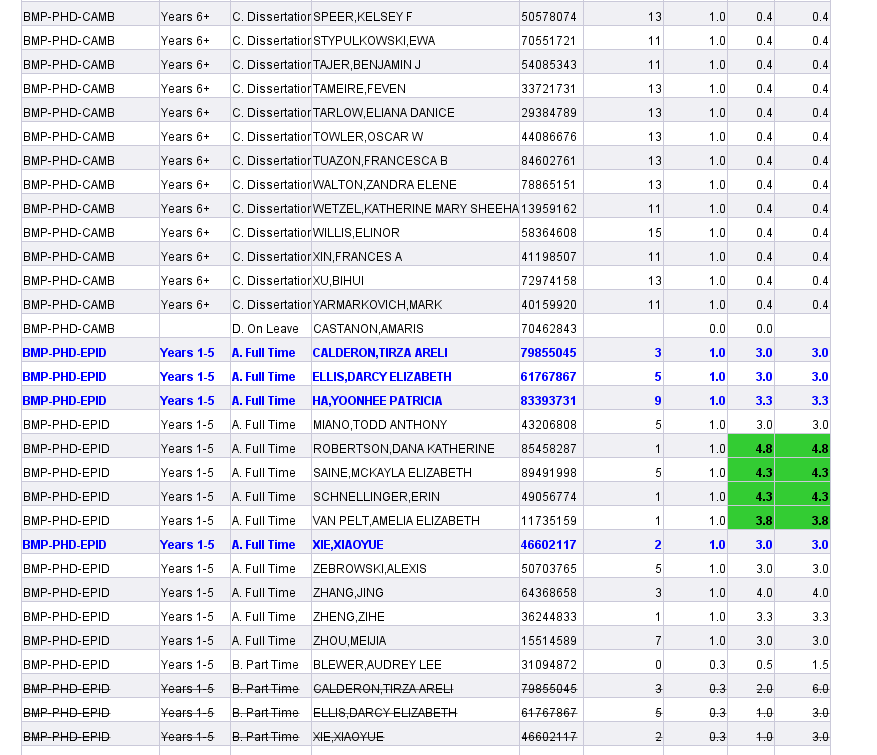 BMP-PHD-CAMB Years 6+ C. Dissertation SPEER,KELSEY F 50578074 13 1.0 0.4 0.4
BMP-PHD-CAMB Years 6+ C. Dissertation STYPULKOWSKI,EWA 70551721 11 1.0 0.4 0.4
BMP-PHD-CAMB Years 6+ C. Dissertation TAJER,BENJAMIN J 54085343 11 1.0 0.4 0.4
BMP-PHD-CAMB Years 6+ C. Dissertation TAMEIRE,FEVEN 33721731 13 1.0 0.4 0.4
BMP-PHD-CAMB Years 6+ C. Dissertation TARLOW,ELIANA DANICE 29384789 13 1.0 0.4 0.4
BMP-PHD-CAMB Years 6+ C. Dissertation TOWLER,OSCAR W 44086676 13 1.0 0.4 0.4
BMP-PHD-CAMB Years 6+ C. Dissertation TUAZON,FRANCESCA B 84602761 13 1.0 0.4 0.4
BMP-PHD-CAMB Years 6+ C. Dissertation WALTON,ZANDRA ELENE 78865151 13 1.0 0.4 0.4
BMP-PHD-CAMB Years 6+ C. Dissertation WETZEL,KATHERINE MARY SHEEHA 13959162 11 1.0 0.4 0.4
BMP-PHD-CAMB Years 6+ C. Dissertation WILLIS,ELINOR 58364608 15 1.0 0.4 0.4
BMP-PHD-CAMB Years 6+ C. Dissertation XIN,FRANCES A 41198507 11 1.0 0.4 0.4
BMP-PHD-CAMB Years 6+ C. Dissertation XU,BIHUI 72974158 13 1.0 0.4 0.4
BMP-PHD-CAMB Years 6+ C. Dissertation YARMARKOVICH,MARK 40159920 11 1.0 0.4 0.4
BMP-PHD-CAMB D. On Leave CASTANON,AMARIS 70462843 0.0 0.0
BMP-PHD-EPID Years 1-5 A. Full Time CALDERON,TIRZA ARELI 79855045 3 1.0 3.0 3.0
BMP-PHD-EPID Years 1-5 A. Full Time ELLIS,DARCY ELIZABETH 61767867 5 1.0 3.0 3.0
BMP-PHD-EPID Years 1-5 A. Full Time HA,YOONHEE PATRICIA 83393731 9 1.0 3.3 3.3
BMP-PHD-EPID Years 1-5 A. Full Time MIANO,TODD ANTHONY 43206808 5 1.0 3.0 3.0
BMP-PHD-EPID Years 1-5 A. Full Time ROBERTSON,DANA KATHERINE 85458287 1 1.0 4.8 4.8
BMP-PHD-EPID Years 1-5 A. Full Time SAINE,MCKAYLA ELIZABETH 89491998 5 1.0 4.3 4.3
BMP-PHD-EPID Years 1-5 A. Full Time SCHNELLINGER,ERIN 49056774 1 1.0 4.3 4.3
BMP-PHD-EPID Years 1-5 A. Full Time VAN PELT,AMELIA ELIZABETH 11735159 1 1.0 3.8 3.8
BMP-PHD-EPID Years 1-5 A. Full Time XIE,XIAOYUE 46602117 2 1.0 3.0 3.0
BMP-PHD-EPID Years 1-5 A. Full Time ZEBROWSKI,ALEXIS 50703765 5 1.0 3.0 3.0
BMP-PHD-EPID Years 1-5 A. Full Time ZHANG,JING 64368658 3 1.0 4.0 4.0
BMP-PHD-EPID Years 1-5 A. Full Time ZHENG,ZIHE 36244833 1 1.0 3.3 3.3
BMP-PHD-EPID Years 1-5 A. Full Time ZHOU,MEIJIA 15514589 7 1.0 3.0 3.0
BMP-PHD-EPID Years 1-5 B. Part Time BLEWER,AUDREY LEE 31094872 0 0.3 0.5 1.5
BMP-PHD-EPID Years 1-5 B. Part Time CALDERON,TIRZA ARELI 79855045 3 0.3 2.0 6.0
BMP-PHD-EPID Years 1-5 B. Part Time ELLIS,DARCY ELIZABETH 61767867 5 0.3 1.0 3.0
BMP-PHD-EPID Years 1-5 B. Part Time XIE,XIAOYUE 46602117 2 0.3 1.0 3.0